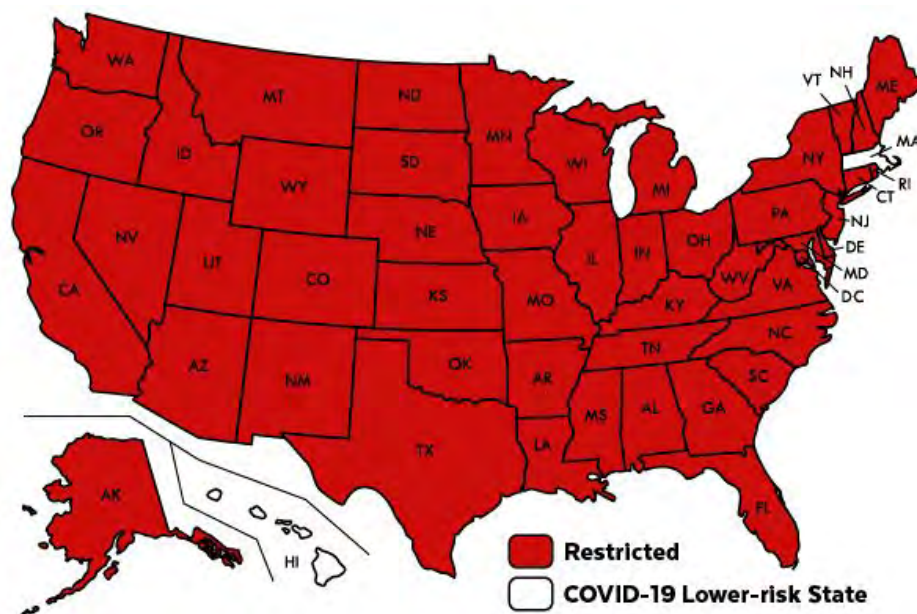 WA
MT
ND
MN
VT
NH
ME
OR
ID
SD
WI
NY
MA
WY
MI
RI
CT
IA
PA
NJ
NE
NV
OH
UT
IL
IN
DE
CO
WV
MD
CA
KS
MO
VA
DC
KY
NC
TN
AZ
OK
NM
AR
SC
MS
AL
GA
TX
LA
AK
FL
HI
Restricted
COVID-19 Lower-risk State